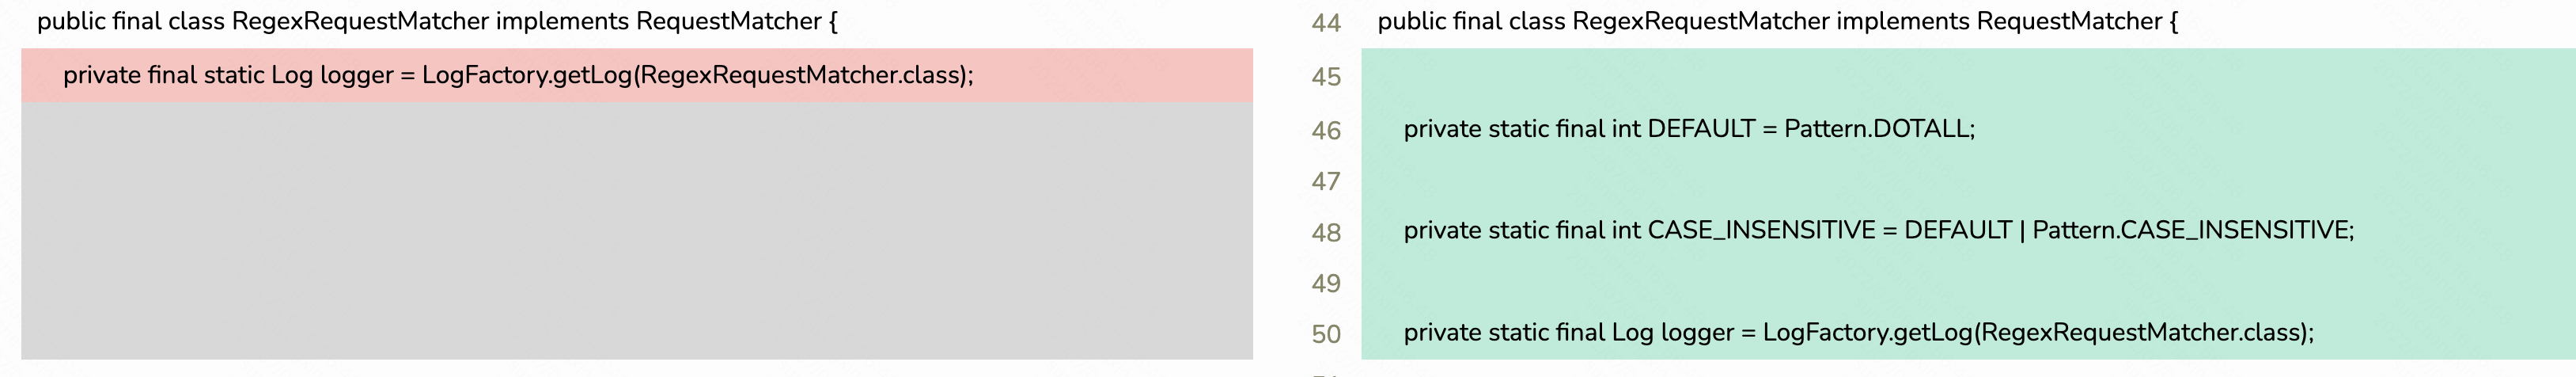 public final class RegexRequestMatcher implements RequestMatcher {
private final static Log logger = LogFactory.getLog(RegexRequestMatcher.class);
44 public final class RegexRequestMatcher implements RequestMatcher {
45
46 private static final int DEFAULT = Pattern.DOTALL;
47
48 private static final int CASE_INSENSITIVE = DEFAULT | Pattern.CASE_INSENSITIVE;
49
50 private static final Log logger = LogFactory.getLog(RegexRequestMatcher.class);